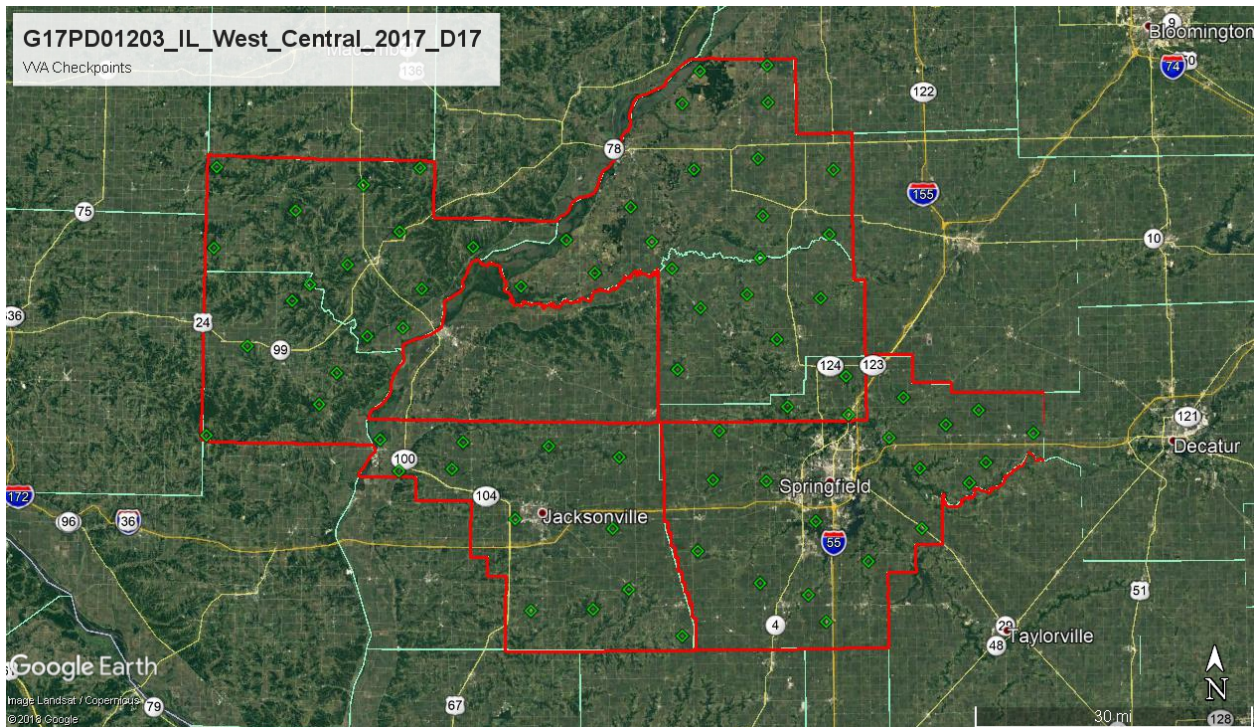 G17PD01203_IL_West_Central_2017_D17
VVA Checkpoints
136
9
Bloomington
74
122
78
155
75
10
24
99
124
123
121
Decatur
100
Springfield
172
104
Jacksonville
96
36
55
51
4
29
Taylorville
48
Google Earth
N
Image Landsat / Copernicus
79
67
30 mi
© 2018 Google
128